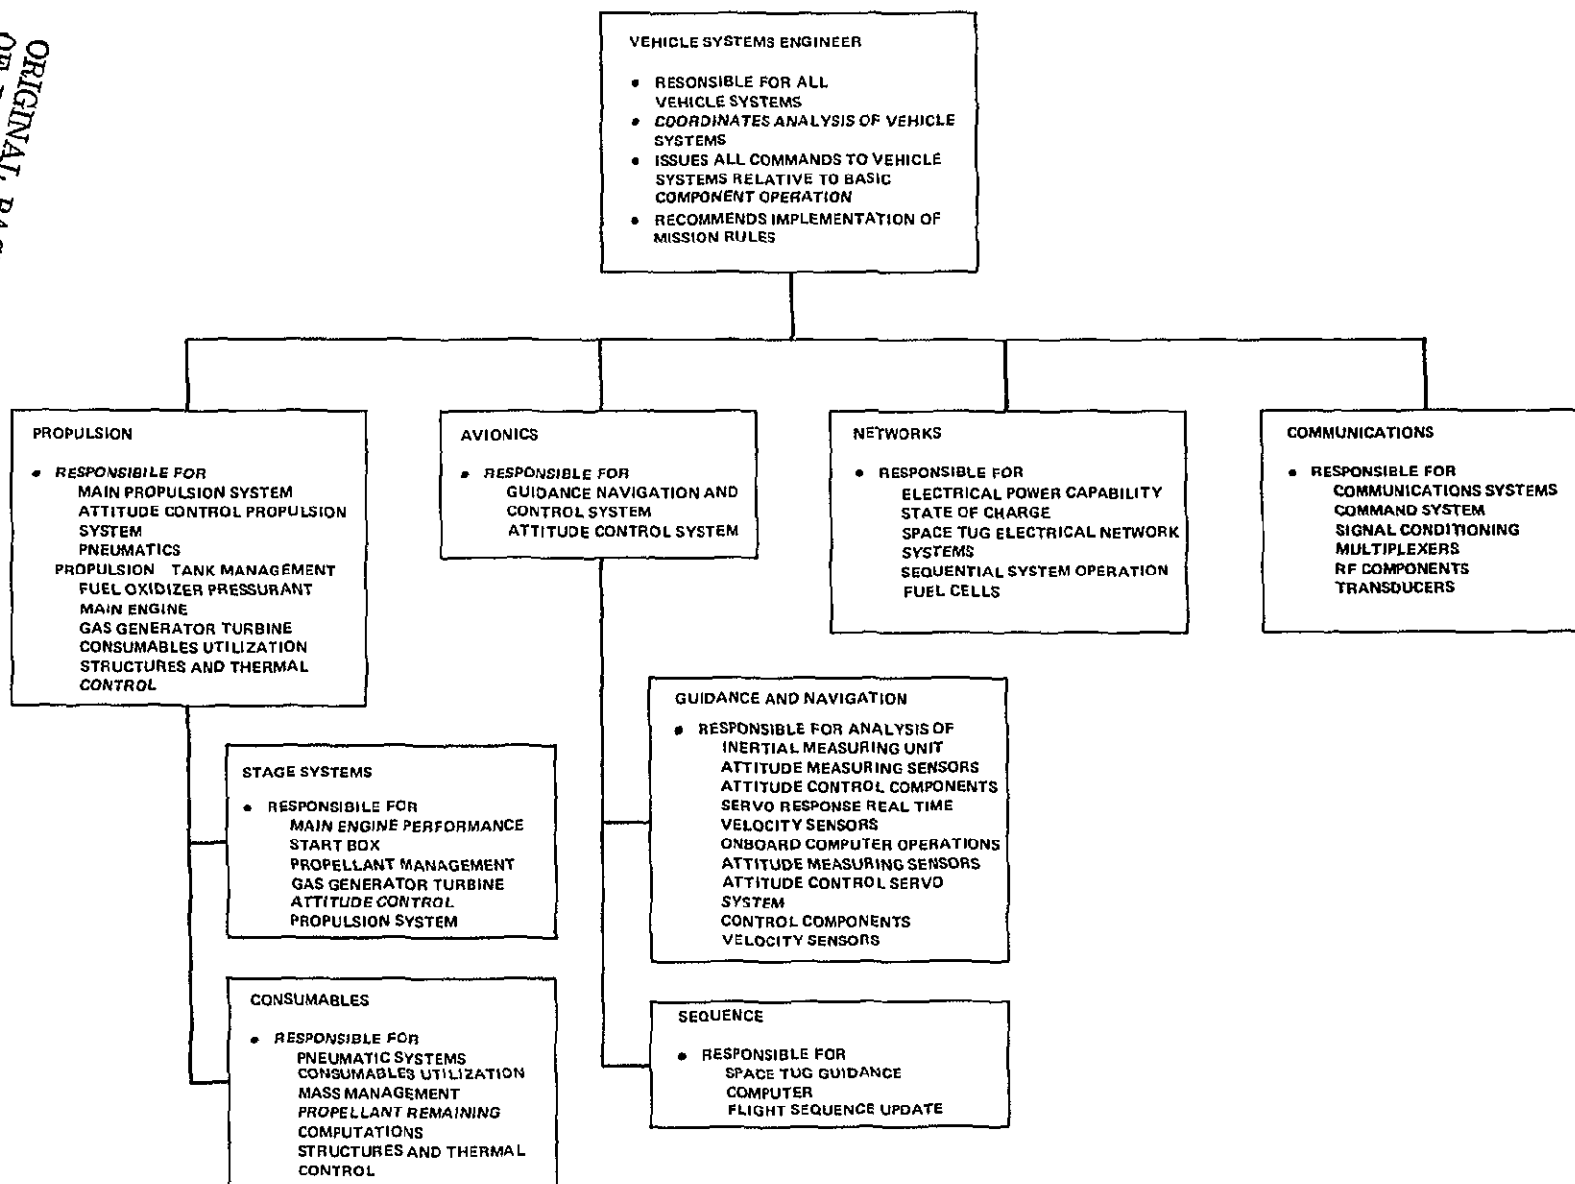 ORIGINAL
VEHICLE SYSTEMS ENGINEER
• RESONSIBLE FOR ALL
VEHICLE SYSTEMS
• COORDINATES ANALYSIS OF VEHICLE
SYSTEMS
• ISSUES ALL COMMANDS TO VEHICLE
SYSTEMS RELATIVE TO BASIC
COMPONENT OPERATION
• RECOMMENDS IMPLEMENTATION OF
MISSION RULES
PROPULSION
• RESPONSIBILE FOR
MAIN PROPULSION SYSTEM
ATTITUDE CONTROL PROPULSION
SYSTEM
PNEUMATICS
PROPULSION TANK MANAGEMENT
FUEL OXIDIZER PRESSURANT
MAIN ENGINE
GAS GENERATOR TURBINE
CONSUMABLES UTILIZATION
STRUCTURES AND THERMAL
CONTROL
AVIONICS
• RESPONSIBLE FOR
GUIDANCE NAVIGATION AND
CONTROL SYSTEM
ATTITUDE CONTROL SYSTEM
NETWORKS
• RESPONSIBLE FOR
ELECTRICAL POWER CAPABILITY
STATE OF CHARGE
SPACE TUG ELECTRICAL NETWORK
SYSTEMS
SEQUENTIAL SYSTEM OPERATION
FUEL CELLS
COMMUNICATIONS
• RESPONSIBLE FOR
COMMUNICATIONS SYSTEMS
COMMAND SYSTEM
SIGNAL CONDITIONING
MULTIPLEXERS
RF COMPONENTS
TRANSDUCERS
STAGE SYSTEMS
• RESPONSIBILE FOR
MAIN ENGINE PERFORMANCE
START BOX
PROPELLANT MANAGEMENT
GAS GENERATOR TURBINE
ATTITUDE CONTROL
PROPULSION SYSTEM
CONSUMABLES
• RESPONSIBLE FOR
PNEUMATIC SYSTEMS
CONSUMABLES UTILIZATION
MASS MANAGEMENT
PROPELLANT REMAINING
COMPUTATIONS
STRUCTURES AND THERMAL
CONTROL
GUIDANCE AND NAVIGATION
• RESPONSIBLE FOR ANALYSIS OF
INERTIAL MEASURING UNIT
ATTITUDE MEASURING SENSORS
ATTITUDE CONTROL COMPONENTS
SERVO RESPONSE REAL TIME
VELOCITY SENSORS
ONBOARD COMPUTER OPERATIONS
ATTITUDE MEASURING SENSORS
ATTITUDE CONTROL SERVO
SYSTEM
CONTROL COMPONENTS
VELOCITY SENSORS
SEQUENCE
• RESPONSIBLE FOR
SPACE TUG GUIDANCE
COMPUTER
FLIGHT SEQUENCE UPDATE